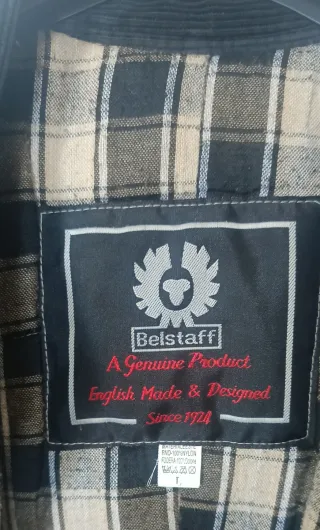 Belstaff
A Genuine Product
English Made & Designed
Since 1924